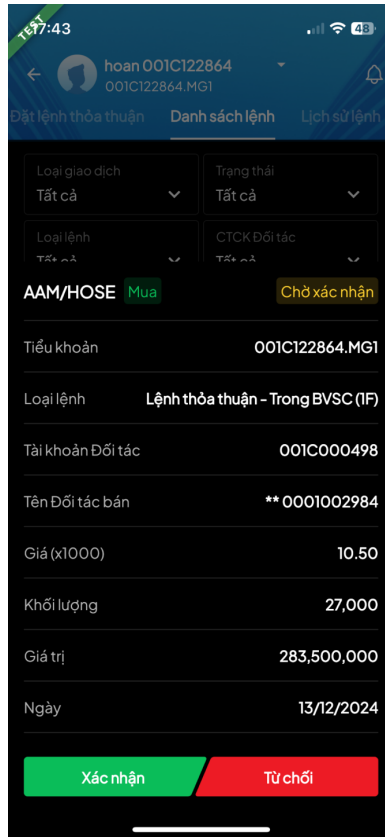 TEST
17:43
48
hoan 001C122864
001C122864.MG1
Đặt lệnh thỏa thuận Danh sách lệnh Lịch sử lệnh
Loại giao dịch Trạng thái
Tất cả Tất cả
Loại lệnh CTCK Đối tác
Tất cả Tất cả
AAM/HOSE Mua Chờ xác nhận
Tiểu khoản 001C122864.MG1
Loại lệnh Lệnh thỏa thuận - Trong BVSC (1F)
Tài khoản Đối tác 001C000498
Tên Đối tác bán ** 0001002984
Giá (x1000) 10.50
Khối lượng 27,000
Giá trị 283,500,000
Ngày 13/12/2024
Xác nhận Từ chối